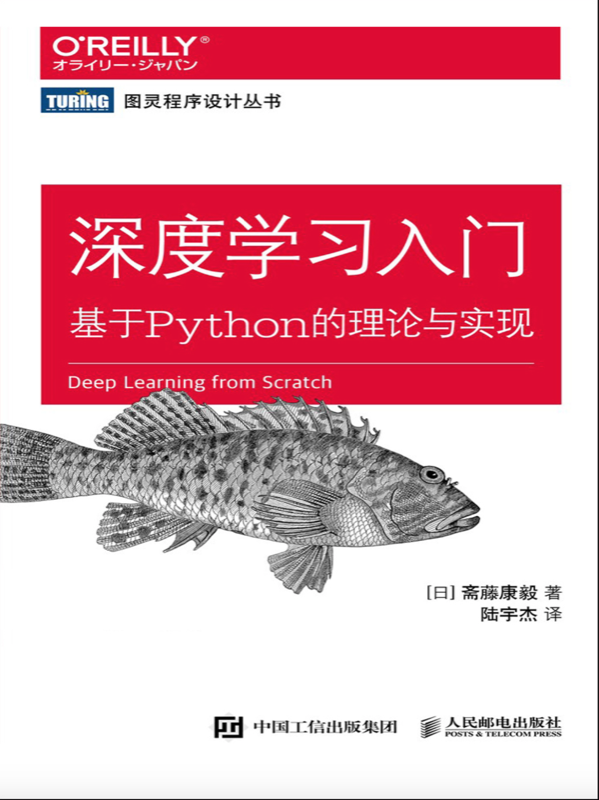 O'REILLY®
オライリー・ジャパン
TURING 图灵程序设计丛书
深度学习入门
基于Python的理论与实现
Deep Learning from Scratch
[日] 斋藤康毅 著
陆宇杰 译
中国工信出版集团 人民邮电出版社
POSTS & TELECOM PRESS